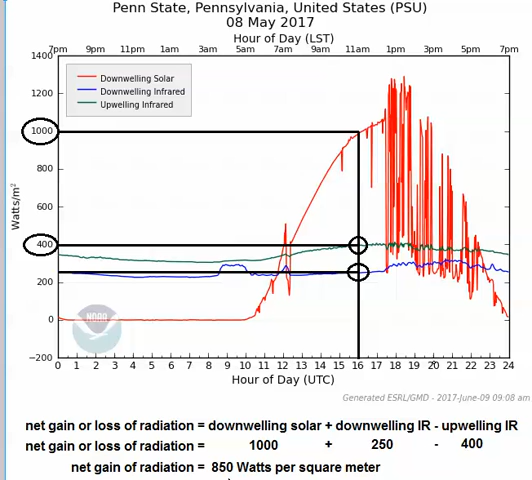 Penn State, Pennsylvania, United States (PSU)
08 May 2017
Hour of Day (LST)
7pm 9pm 11pm 1am 3am 5am 7am 9am 11am 1pm 3pm 5pm 7pm
1400
Downwelling Solar
Downwelling Infrared
Upwelling Infrared
1200
1000
800
600
400
200
0
−200
Watts/m²
NOAA
0 1 2 3 4 5 6 7 8 9 10 11 12 13 14 15 16 17 18 19 20 21 22 23 24
Hour of Day (UTC)
Generated ESRL/GMD - 2017-June-09 09:08 am
net gain or loss of radiation = downwelling solar + downwelling IR - upwelling IR
net gain or loss of radiation = 1000 + 250 - 400
net gain of radiation = 850 Watts per square meter